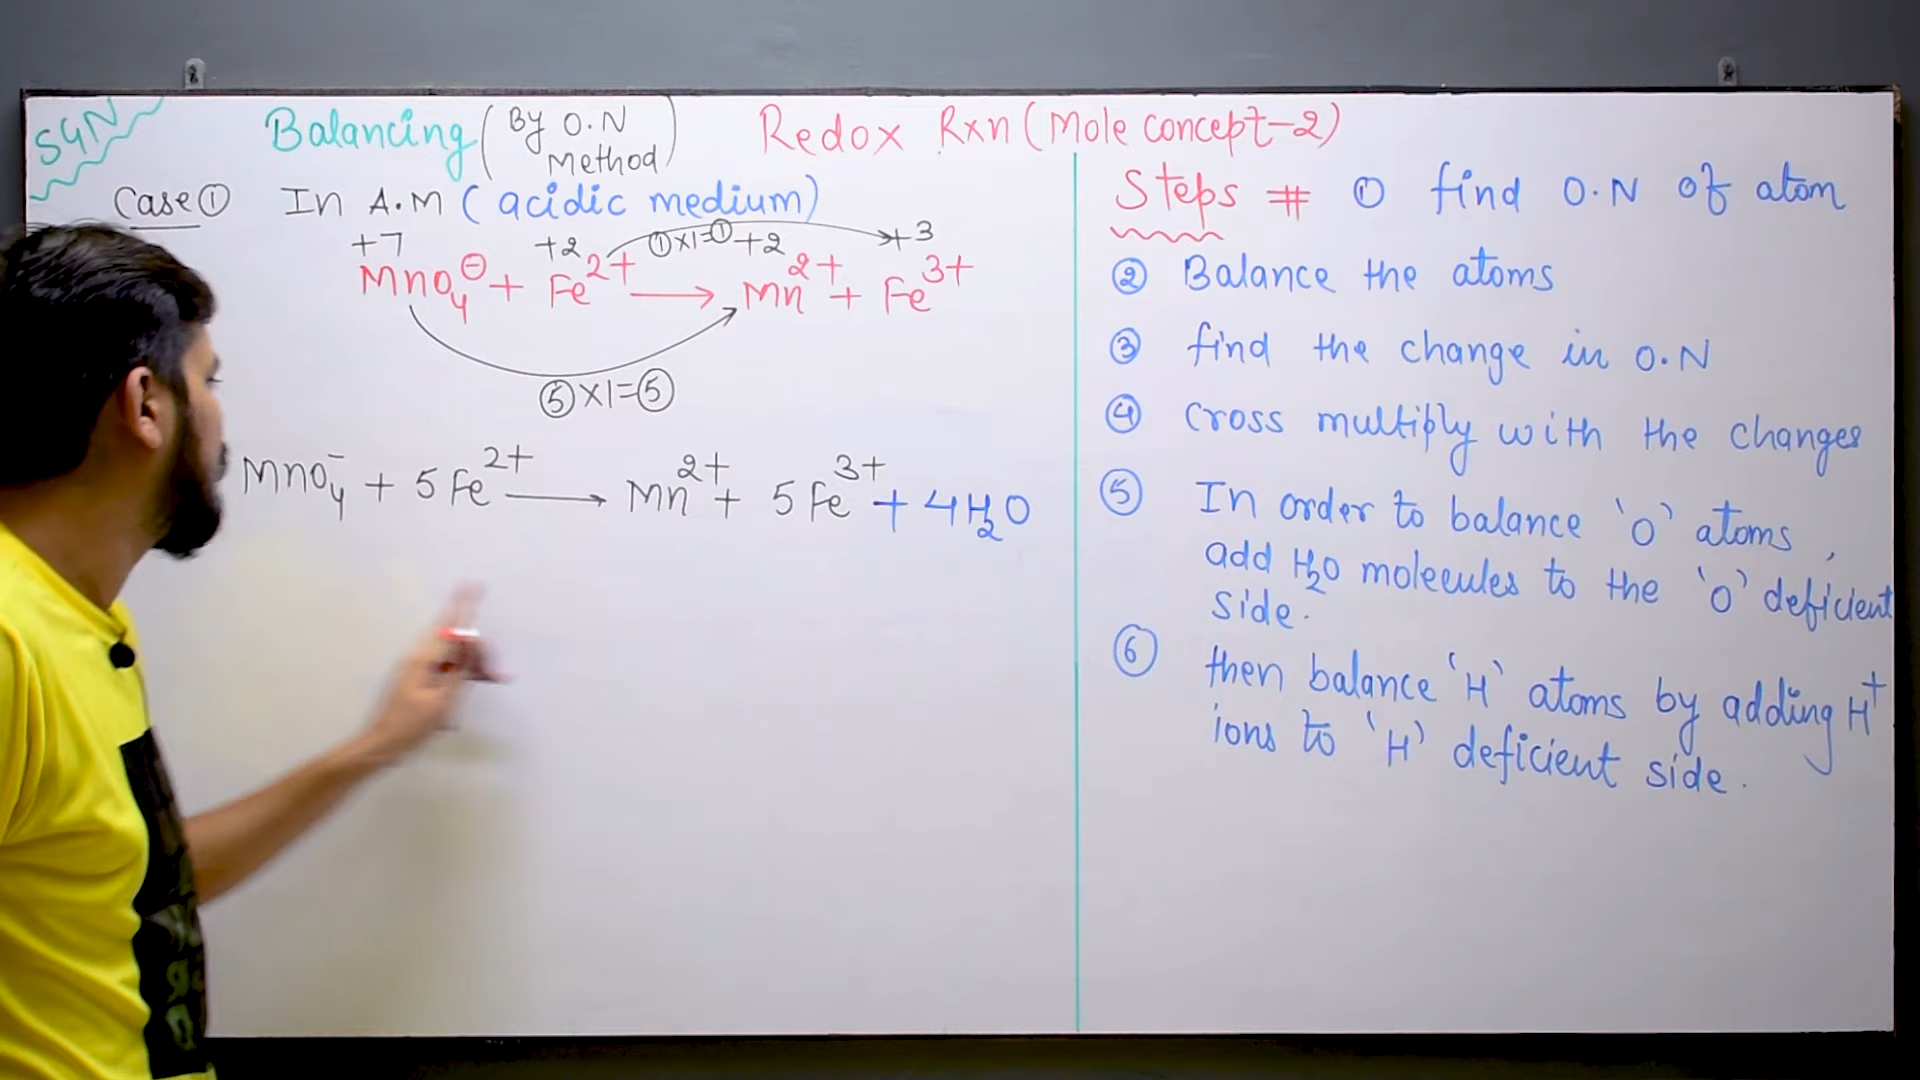 SGN
Balancing (By O.N Method) Redox Rxn (Mole concept-2)
Case ① In A.M (acidic medium)
+7 +2 ①×1=① +2 +3
MnO₄⊖ + Fe²⁺ → Mn²⁺ + Fe³⁺
⑤×1=⑤
MnO₄⁻ + 5Fe²⁺ → Mn²⁺ + 5Fe³⁺ + 4H₂O
Steps # ① find O.N of atom
② Balance the atoms
③ find the change in O.N
④ Cross multiply with the changes
⑤ In order to balance 'O' atoms,
add H₂O molecules to the 'O' deficient
side.
⑥ then balance 'H' atoms by adding H⁺
ions to 'H' deficient side.